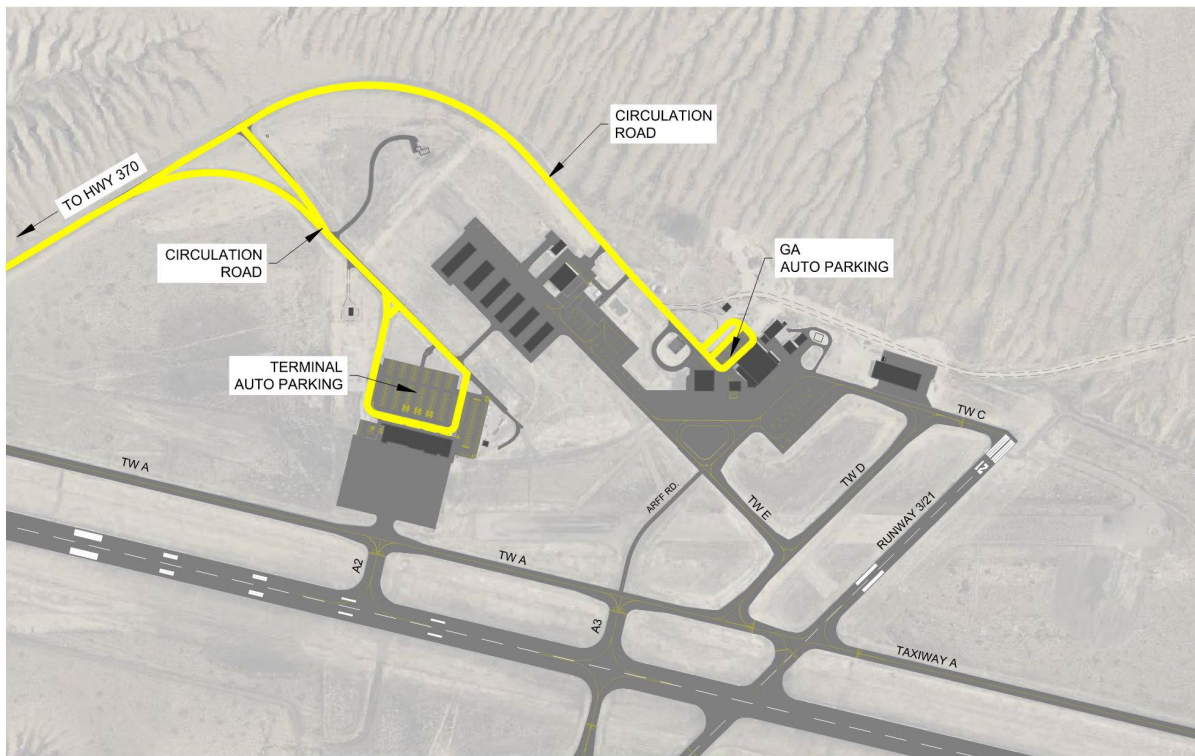 CIRCULATION
ROAD
TO HWY 370
CIRCULATION
ROAD
GA
AUTO PARKING
TERMINAL
AUTO PARKING
TW C
21
TW A
TW D
ARFF RD.
TW E
RUNWAY 3/21
TW A
A2
A3
TAXIWAY A